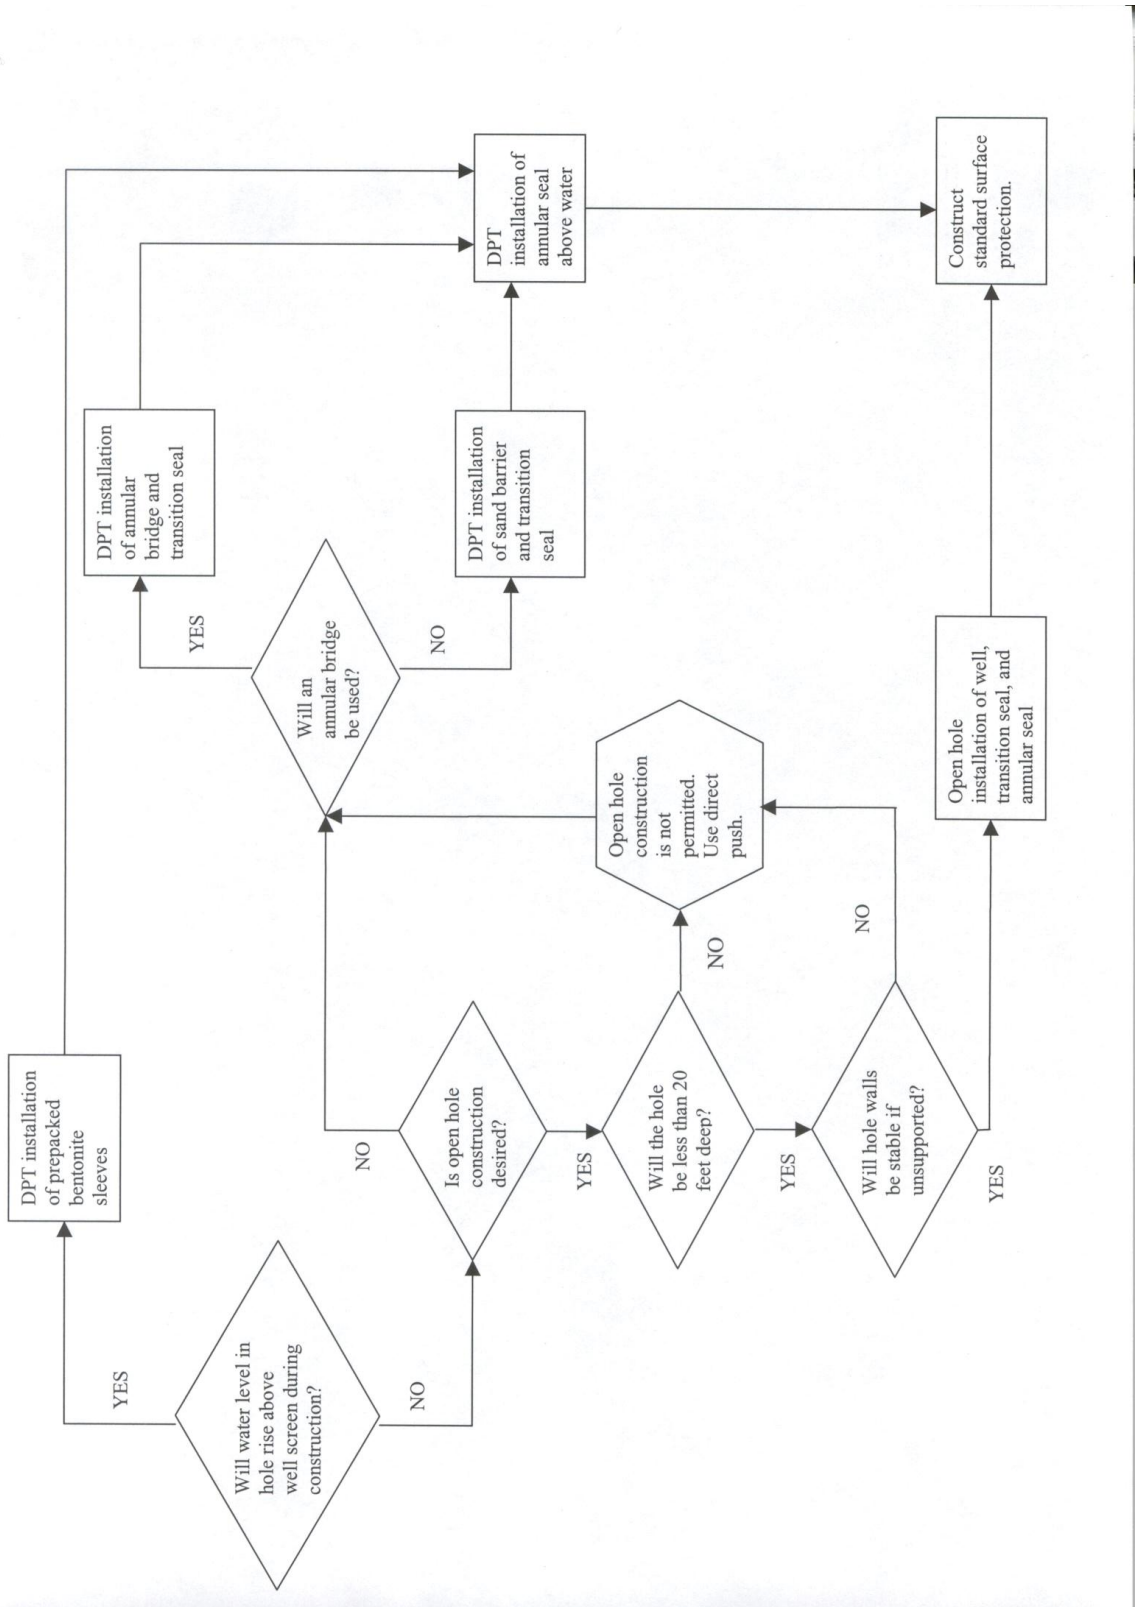 Will water level in
hole rise above
well screen during
construction?
YES
NO
DPT installation
of prepacked
bentonite
sleeves
Is open hole
construction
desired?
NO
YES
Will the hole
be less than 20
feet deep?
NO
YES
Will hole walls
be stable if
unsupported?
NO
YES
Open hole
construction
is not
permitted.
Use direct
push.
Will an
annular bridge
be used?
YES
NO
DPT installation
of annular
bridge and
transition seal
DPT installation
of sand barrier
and transition
seal
Open hole
installation of well,
transition seal, and
annular seal
DPT
installation of
annular seal
above water
Construct
standard surface
protection.